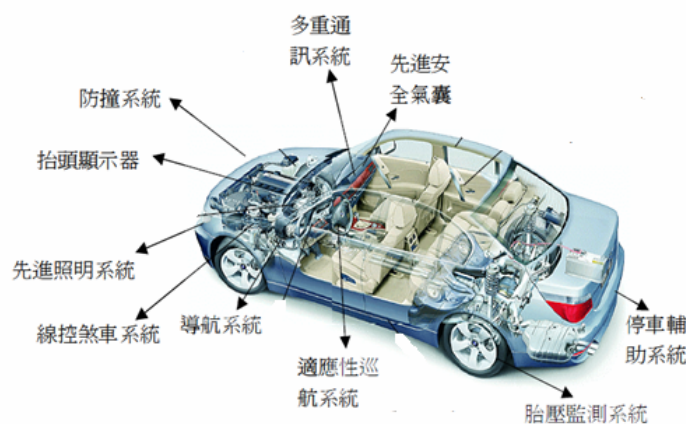 多重通
訊系統
先進安
全氣囊
防撞系統
抬頭顯示器
先進照明系統
線控煞車系統
導航系統
適應性巡
航系統
停車輔
助系統
胎壓監測系統